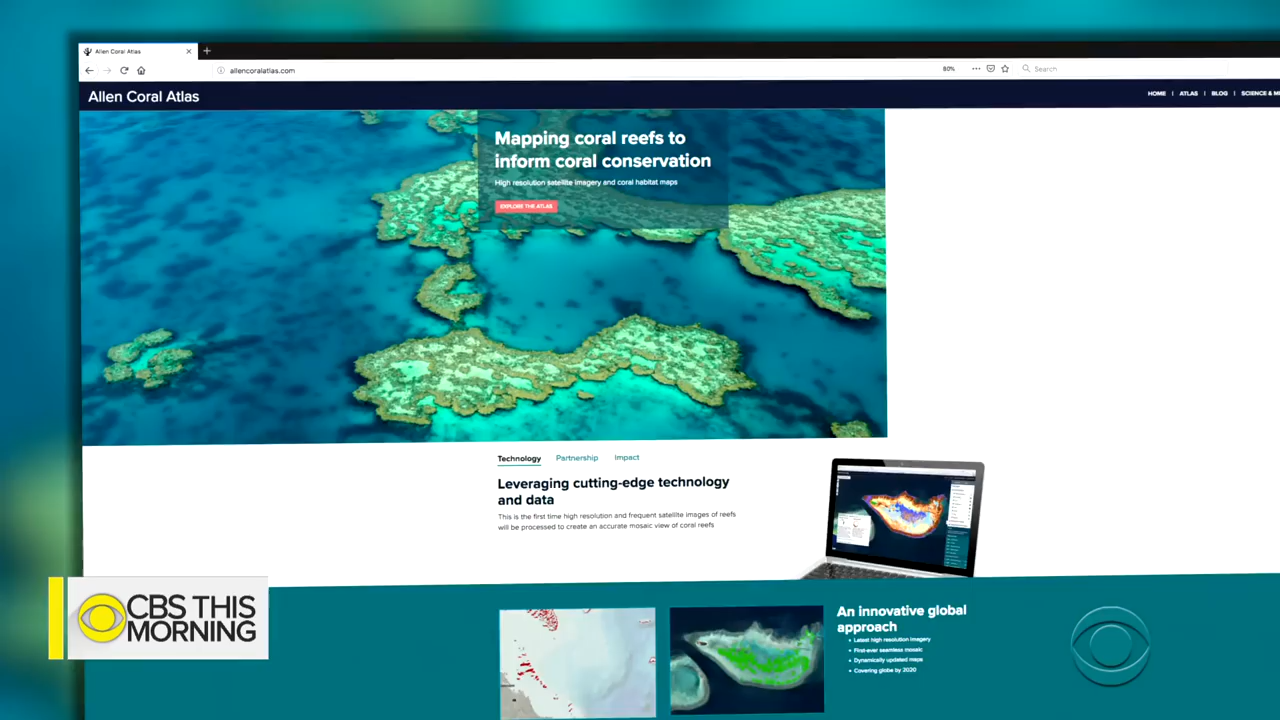 Allen Coral Atlas
allencoralatlas.com
80%
Search
Allen Coral Atlas
HOME | ATLAS | BLOG | SCIENCE & M
Mapping coral reefs to
inform coral conservation
High resolution satellite imagery and coral habitat maps
EXPLORE THE ATLAS
Technology Partnership Impact
Leveraging cutting-edge technology
and data
This is the first time high resolution and frequent satellite images of reefs
will be processed to create an accurate mosaic view of coral reefs
An innovative global
approach
• Latest high resolution imagery
• First-ever seamless mosaic
• Dynamically updated maps
• Covering globe by 2020
CBS THIS
MORNING